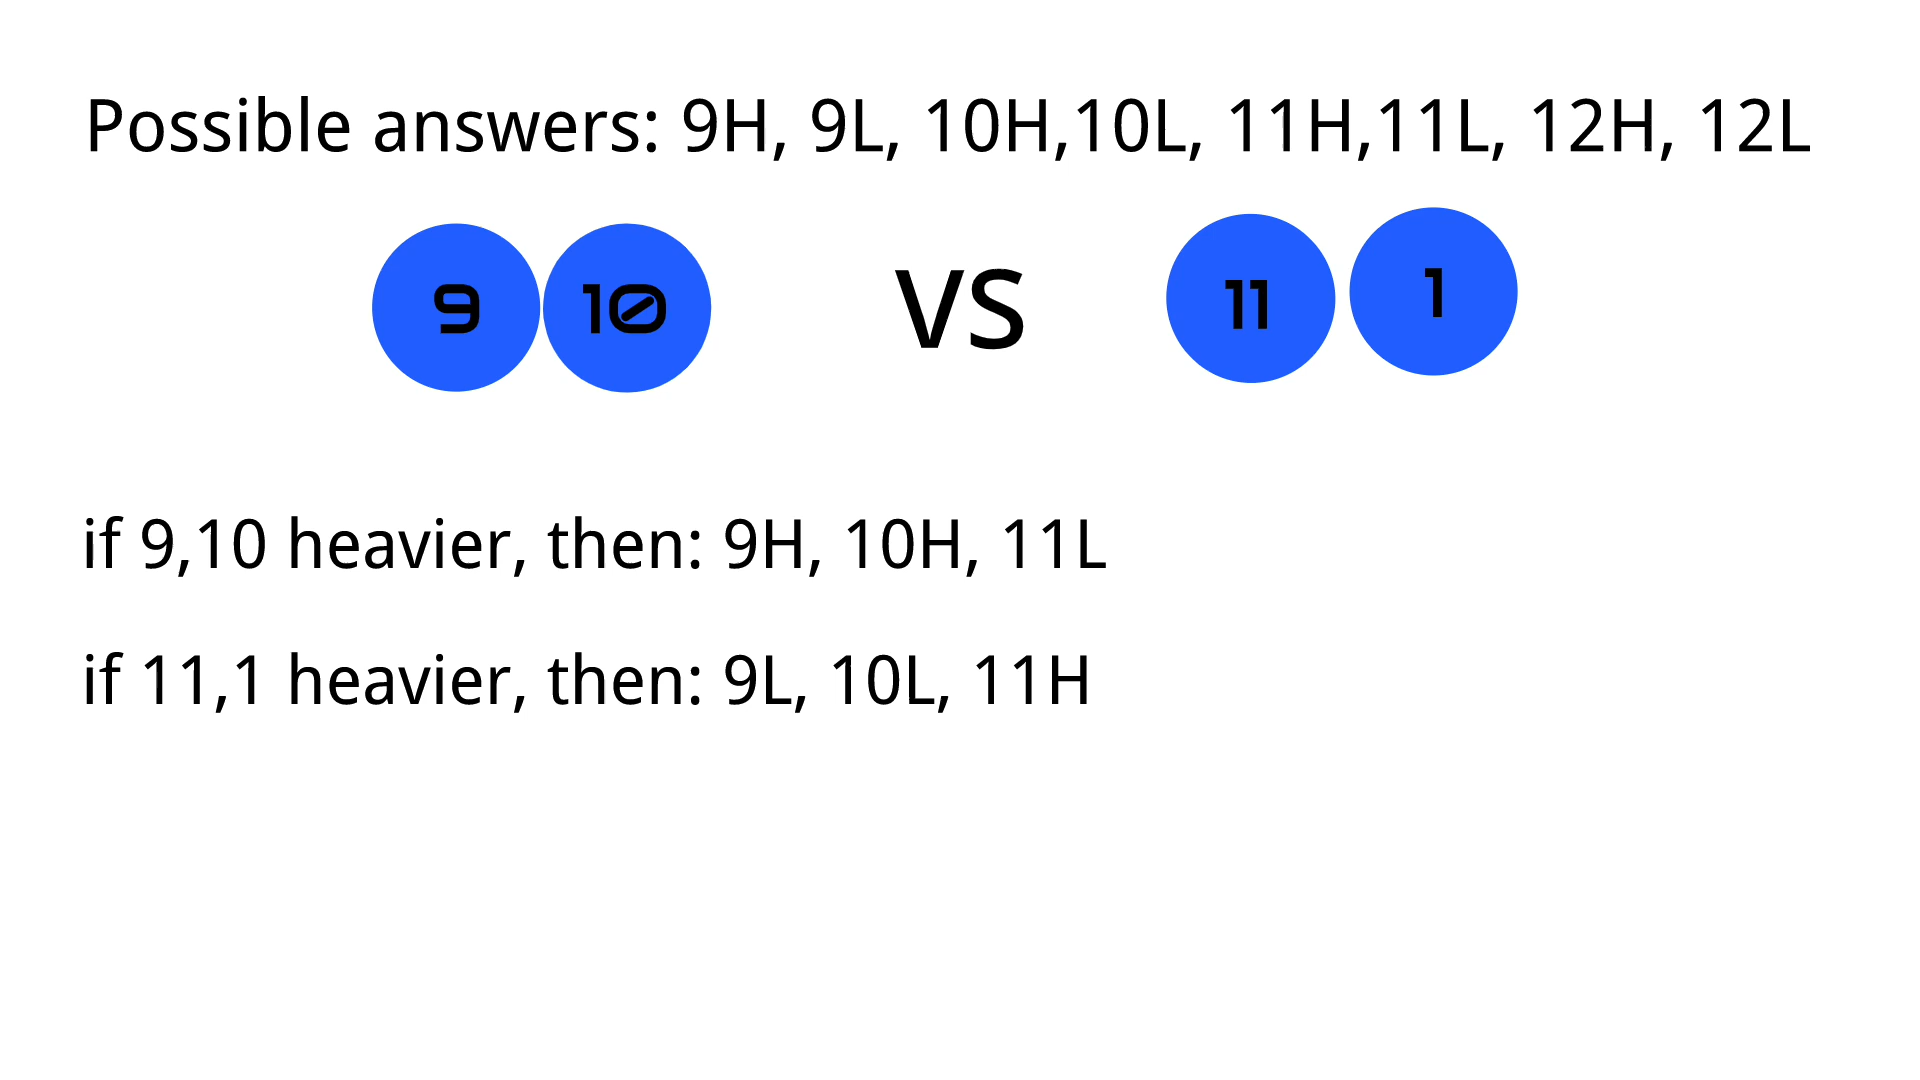 Possible answers: 9H, 9L, 10H,10L, 11H,11L, 12H, 12L
9 10 vs 11 1
if 9,10 heavier, then: 9H, 10H, 11L
if 11,1 heavier, then: 9L, 10L, 11H